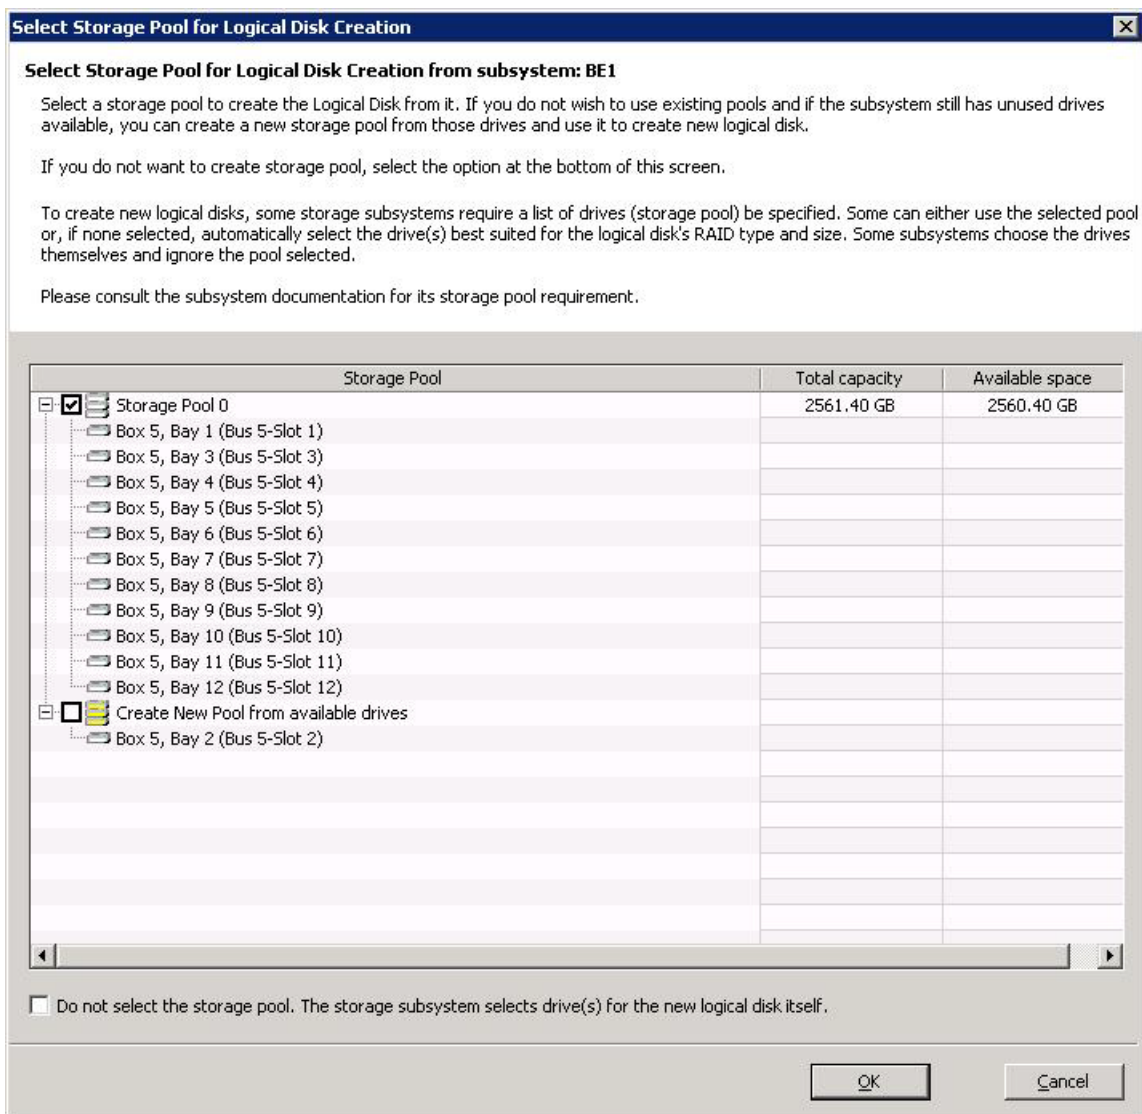 Select Storage Pool for Logical Disk Creation
Select Storage Pool for Logical Disk Creation from subsystem: BE1
Select a storage pool to create the Logical Disk from it. If you do not wish to use existing pools and if the subsystem still has unused drives
available, you can create a new storage pool from those drives and use it to create new logical disk.
If you do not want to create storage pool, select the option at the bottom of this screen.
To create new logical disks, some storage subsystems require a list of drives (storage pool) be specified. Some can either use the selected pool
or, if none selected, automatically select the drive(s) best suited for the logical disk's RAID type and size. Some subsystems choose the drives
themselves and ignore the pool selected.
Please consult the subsystem documentation for its storage pool requirement.
Storage Pool Total capacity Available space
Storage Pool 0 2561.40 GB 2560.40 GB
Box 5, Bay 1 (Bus 5-Slot 1)
Box 5, Bay 3 (Bus 5-Slot 3)
Box 5, Bay 4 (Bus 5-Slot 4)
Box 5, Bay 5 (Bus 5-Slot 5)
Box 5, Bay 6 (Bus 5-Slot 6)
Box 5, Bay 7 (Bus 5-Slot 7)
Box 5, Bay 8 (Bus 5-Slot 8)
Box 5, Bay 9 (Bus 5-Slot 9)
Box 5, Bay 10 (Bus 5-Slot 10)
Box 5, Bay 11 (Bus 5-Slot 11)
Box 5, Bay 12 (Bus 5-Slot 12)
Create New Pool from available drives
Box 5, Bay 2 (Bus 5-Slot 2)
Do not select the storage pool. The storage subsystem selects drive(s) for the new logical disk itself.
OK Cancel